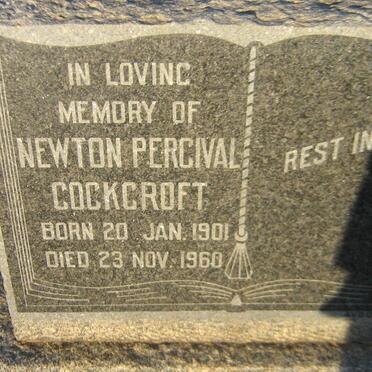 IN LOVING
MEMORY OF
NEWTON PERCIVAL
COCKCROFT
BORN 20 JAN. 1901
DIED 23 NOV. 1960
REST IN